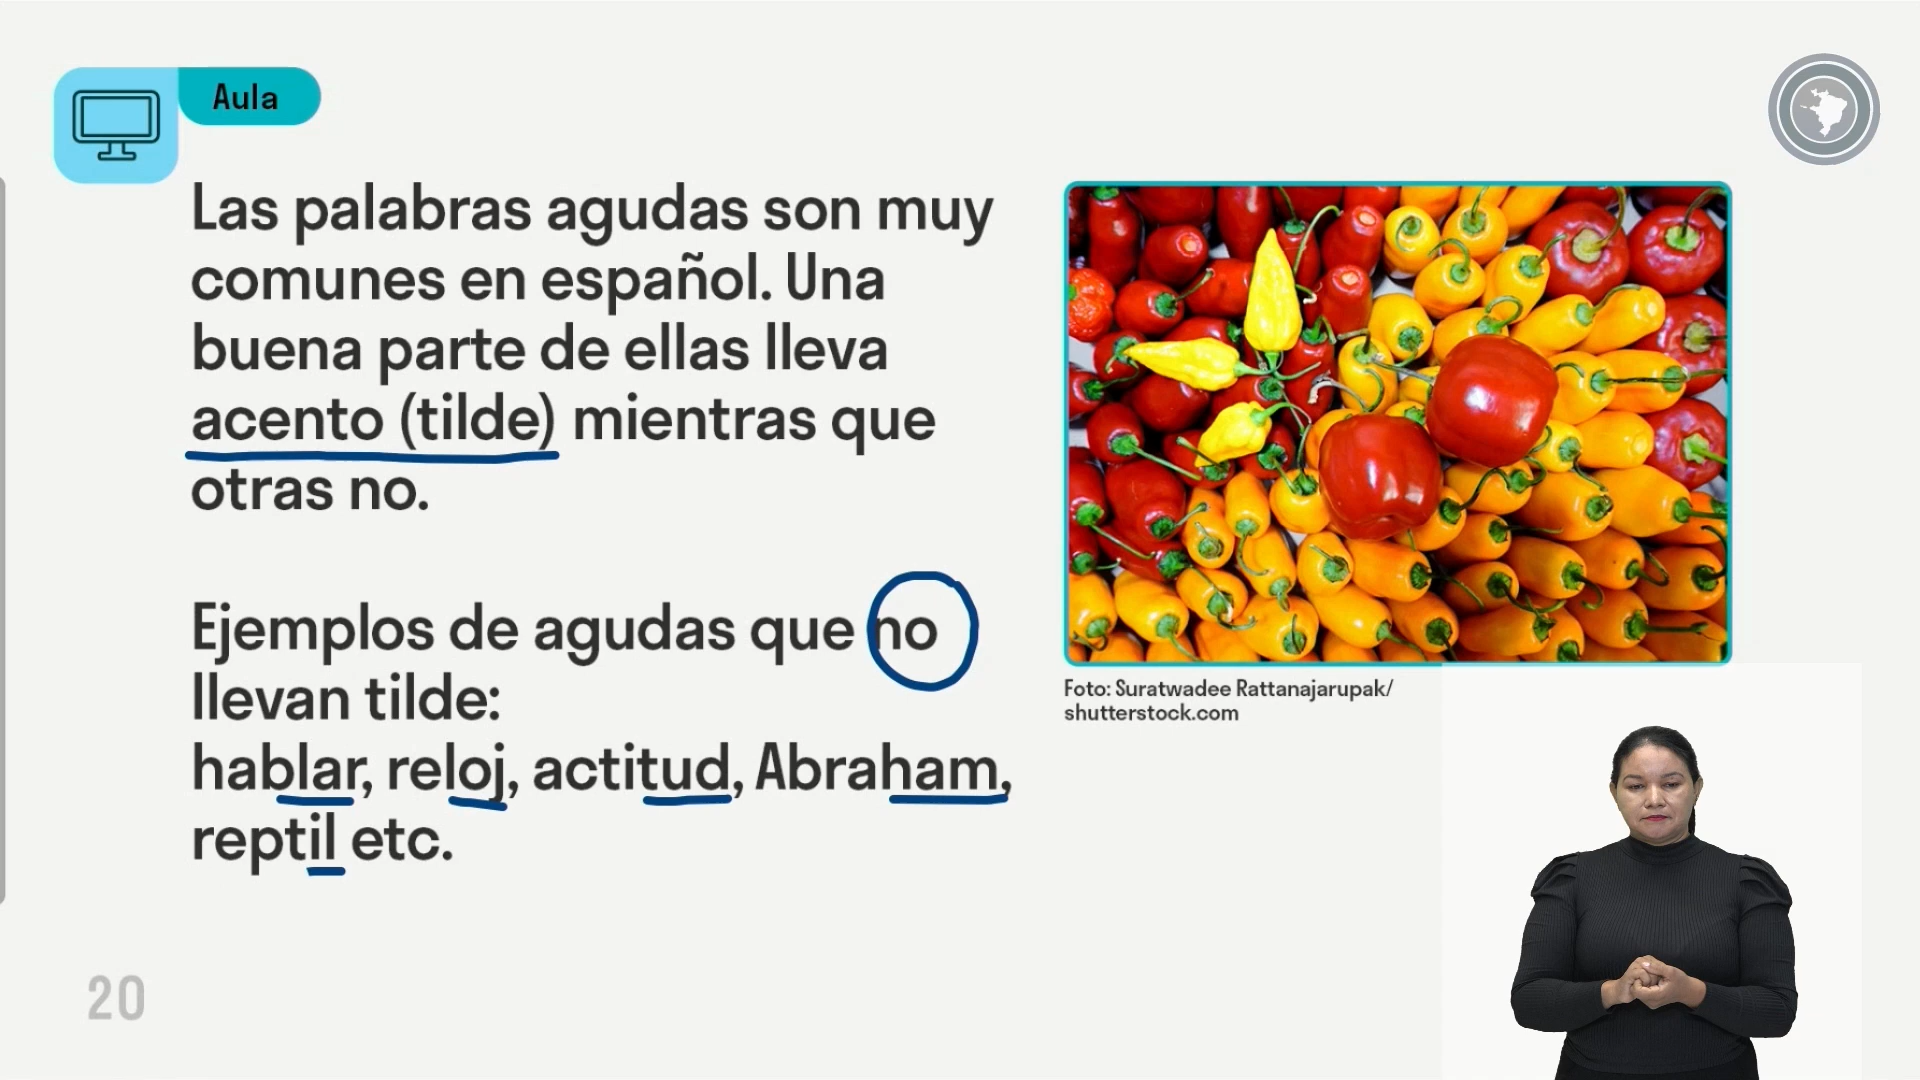 Aula
Las palabras agudas son muy
comunes en español. Una
buena parte de ellas lleva
acento (tilde) mientras que
otras no.
Ejemplos de agudas que no
llevan tilde:
hablar, reloj, actitud, Abraham,
reptil etc.
Foto: Suratwadee Rattanajarupak/
shutterstock.com
20